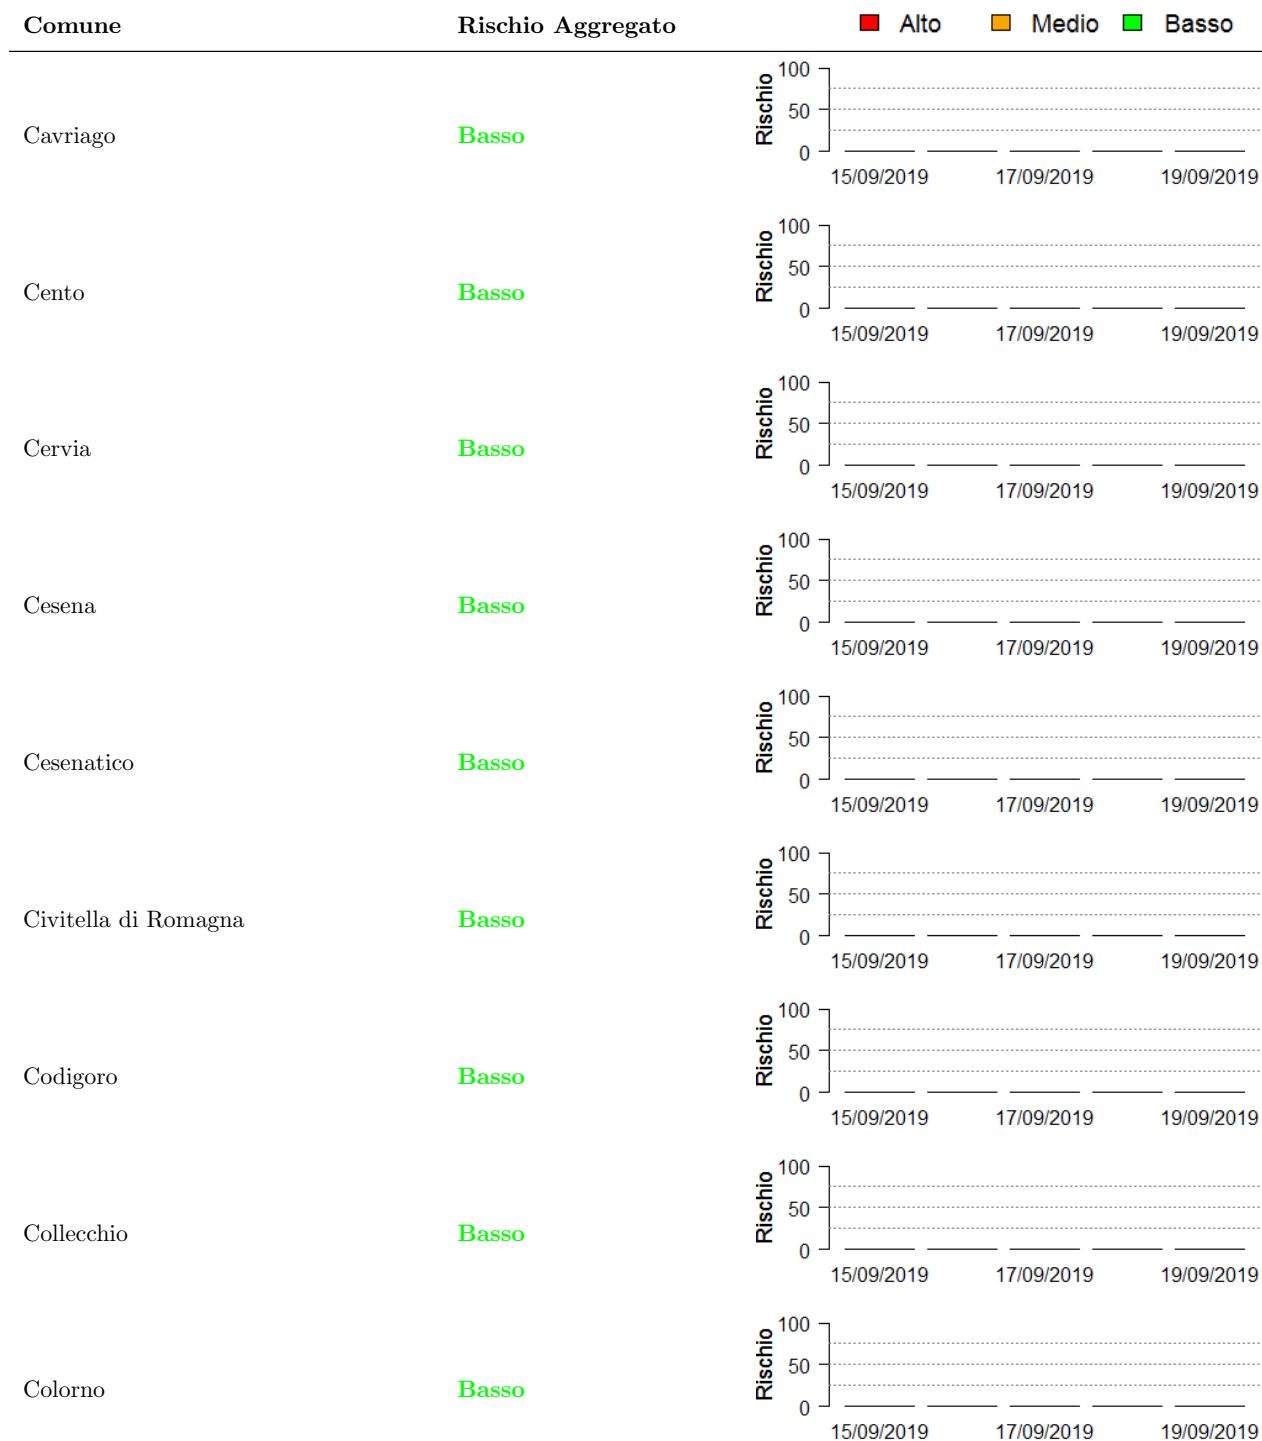 Comune Rischio Aggregato Alto Medio Basso
Cavriago Basso
Rischio
100
50
0
15/09/2019 17/09/2019 19/09/2019
Cento Basso
Rischio
100
50
0
15/09/2019 17/09/2019 19/09/2019
Cervia Basso
Rischio
100
50
0
15/09/2019 17/09/2019 19/09/2019
Cesena Basso
Rischio
100
50
0
15/09/2019 17/09/2019 19/09/2019
Cesenatico Basso
Rischio
100
50
0
15/09/2019 17/09/2019 19/09/2019
Civitella di Romagna Basso
Rischio
100
50
0
15/09/2019 17/09/2019 19/09/2019
Codigoro Basso
Rischio
100
50
0
15/09/2019 17/09/2019 19/09/2019
Collecchio Basso
Rischio
100
50
0
15/09/2019 17/09/2019 19/09/2019
Colorno Basso
Rischio
100
50
0
15/09/2019 17/09/2019 19/09/2019